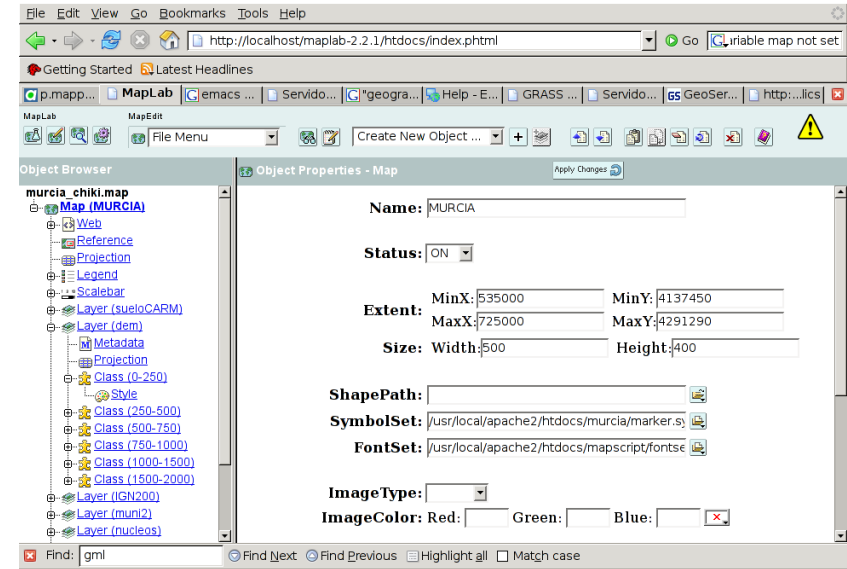 File Edit View Go Bookmarks Tools Help
http://localhost/maplab-2.2.1/htdocs/index.phtml Go riable map not set
Getting Started Latest Headlines
p.mapp... MapLab emacs ... Servido... "geogra... Help - E... GRASS ... Servido... GS GeoSer... http:...lics
MapLab MapEdit
File Menu Create New Object ...
Object Browser
Object Properties - Map Apply Changes
murcia_chiki.map
Map (MURCIA)
Web
Reference
Projection
Legend
Scalebar
Layer (sueloCARM)
Layer (dem)
Metadata
Projection
Class (0-250)
Style
Class (250-500)
Class (500-750)
Class (750-1000)
Class (1000-1500)
Class (1500-2000)
Layer (IGN200)
Layer (muni2)
Layer (nucleos)
Name: MURCIA
Status: ON
Extent: MinX: 535000 MinY: 4137450
MaxX: 725000 MaxY: 4291290
Size: Width: 500 Height: 400
ShapePath:
SymbolSet: /usr/local/apache2/htdocs/murcia/marker.sy
FontSet: /usr/local/apache2/htdocs/mapscript/fontse
ImageType:
ImageColor: Red: Green: Blue:
Find: gml Find Next Find Previous Highlight all Match case